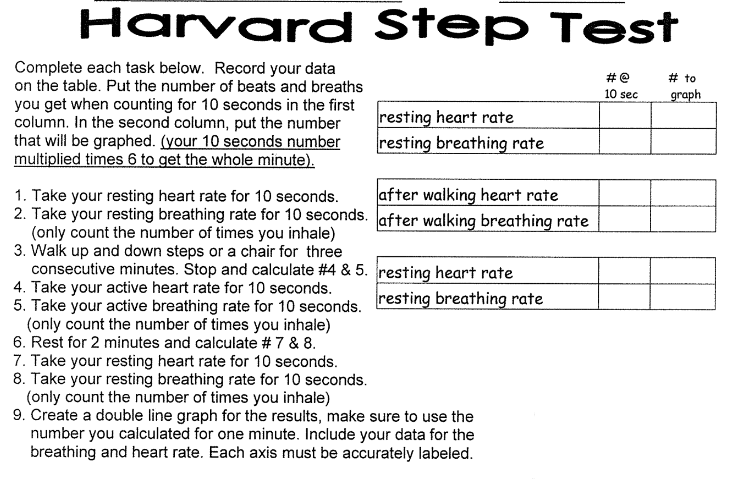 Harvard Step Test
Complete each task below. Record your data
on the table. Put the number of beats and breaths
you get when counting for 10 seconds in the first
column. In the second column, put the number
that will be graphed. (your 10 seconds number
multiplied times 6 to get the whole minute).
1. Take your resting heart rate for 10 seconds.
2. Take your resting breathing rate for 10 seconds.
(only count the number of times you inhale)
3. Walk up and down steps or a chair for three
consecutive minutes. Stop and calculate #4 & 5.
4. Take your active heart rate for 10 seconds.
5. Take your active breathing rate for 10 seconds.
(only count the number of times you inhale)
6. Rest for 2 minutes and calculate # 7 & 8.
7. Take your resting heart rate for 10 seconds.
8. Take your resting breathing rate for 10 seconds.
(only count the number of times you inhale)
9. Create a double line graph for the results, make sure to use the
number you calculated for one minute. Include your data for the
breathing and heart rate. Each axis must be accurately labeled.
# @ # to
10 sec graph
resting heart rate
resting breathing rate
after walking heart rate
after walking breathing rate
resting heart rate
resting breathing rate